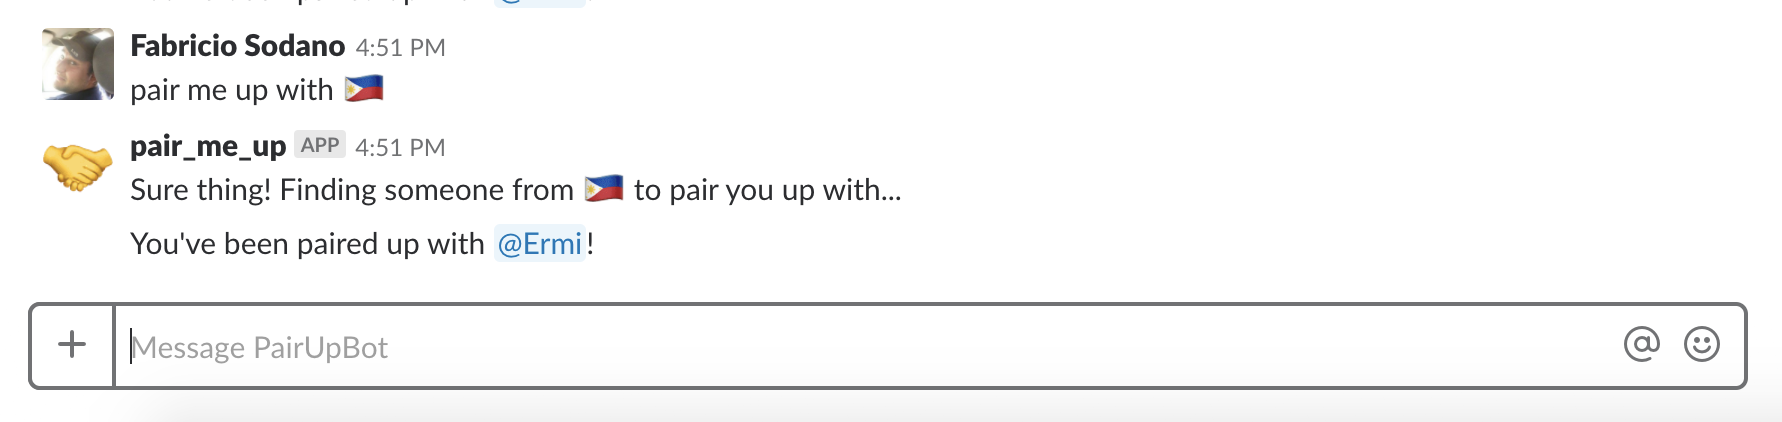 Fabricio Sodano 4:51 PM
pair me up with 🇵🇭
pair_me_up APP 4:51 PM
Sure thing! Finding someone from 🇵🇭 to pair you up with...
You've been paired up with @Ermi!
Message PairUpBot